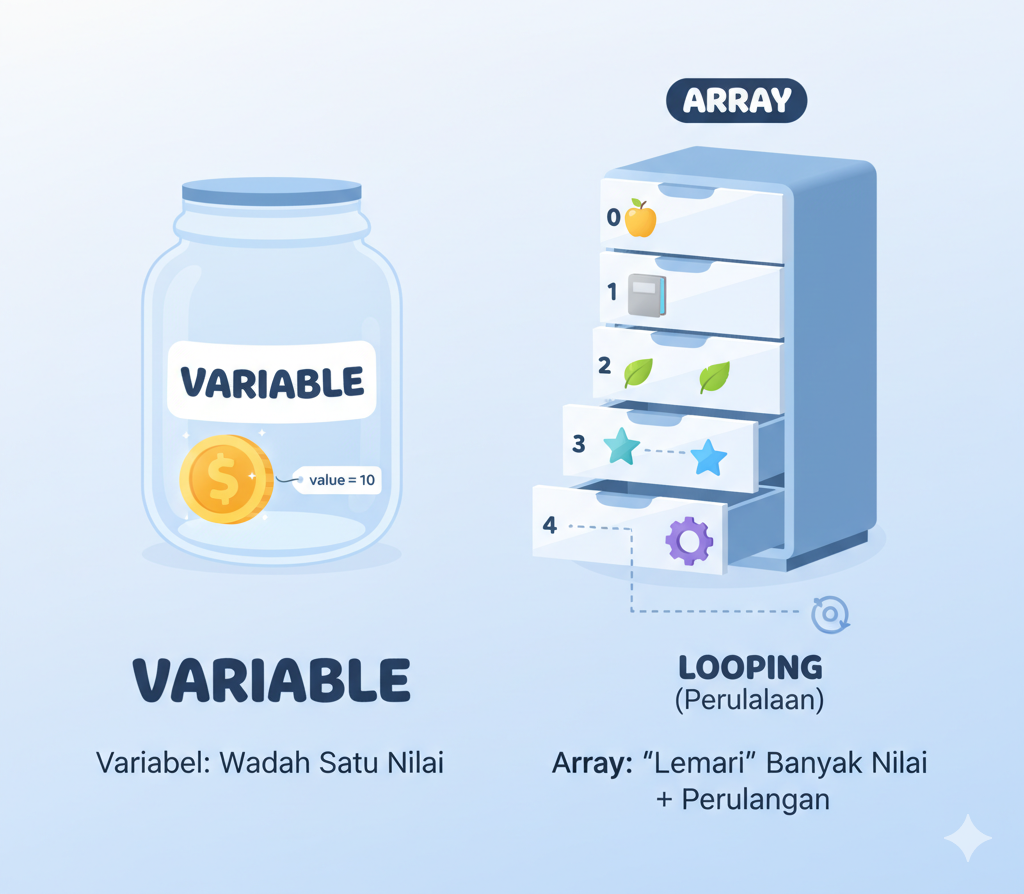 ARRAY
VARIABLE
$
value = 10
0
1
2
3
4
VARIABLE
Variabel: Wadah Satu Nilai
LOOPING
(Perulalaan)
Array: “Lemari” Banyak Nilai
+ Perulangan